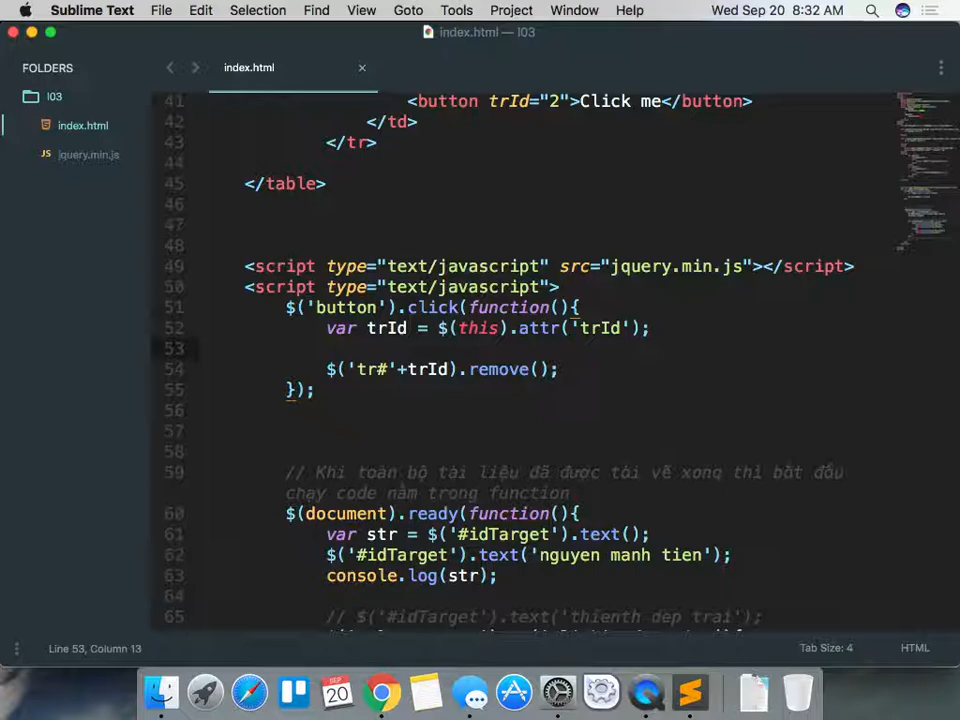 Sublime Text File Edit Selection Find View Goto Tools Project Window Help Wed Sep 20 8:32 AM
index.html — l03
FOLDERS
l03
index.html
jquery.min.js
index.html ×
41 <button trId="2">Click me</button>
42 </td>
43 </tr>
44
45 </table>
46
47
48
49 <script type="text/javascript" src="jquery.min.js"></script>
50 <script type="text/javascript">
51 $('button').click(function(){
52 var trId = $(this).attr('trId');
53
54 $('tr#'+trId).remove();
55 });
56
57
58
59 // Khi toàn bộ tài liệu đã được tải về xong thì bắt đầu
chạy code nằm trong function
60 $(document).ready(function(){
61 var str = $('#idTarget').text();
62 $('#idTarget').text('nguyen manh tien');
63 console.log(str);
64
65 // $('#idTarget').text('thienth dep trai');
Line 53, Column 13 Tab Size: 4 HTML
SEP
20